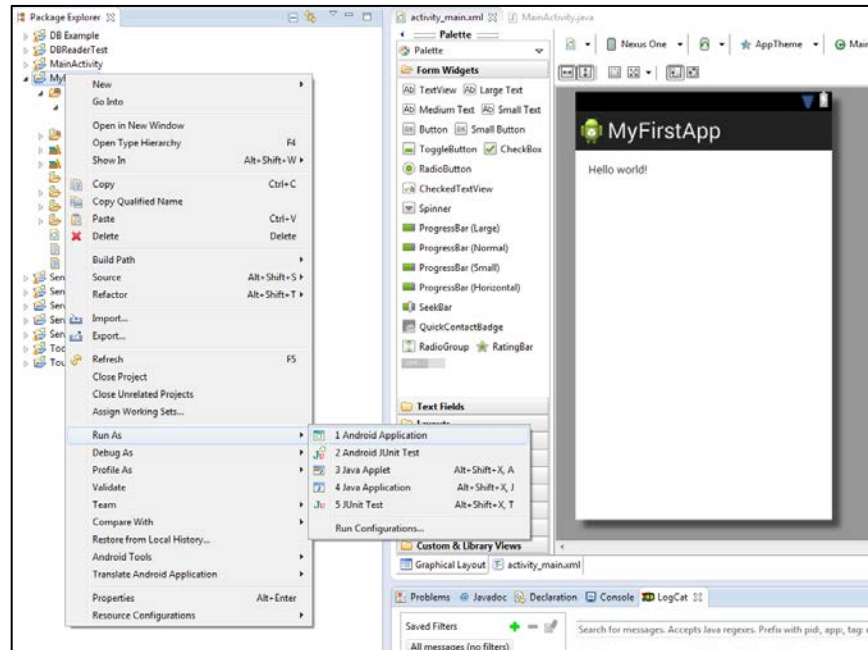 Package Explorer
DB Example
DBReaderTest
MainActivity
New
Go Into
Open in New Window
Open Type Hierarchy F4
Show In Alt+Shift+W
Copy Ctrl+C
Copy Qualified Name
Paste Ctrl+V
Delete Delete
Build Path
Source Alt+Shift+S
Refactor Alt+Shift+T
Import...
Export...
Refresh F5
Close Project
Close Unrelated Projects
Assign Working Sets...
Run As
Debug As
Profile As
Validate
Team
Compare With
Restore from Local History...
Android Tools
Translate Android Application
Properties Alt+Enter
Resource Configurations
1 Android Application
2 Android JUnit Test
3 Java Applet Alt+Shift+X, A
4 Java Application Alt+Shift+X, J
5 JUnit Test Alt+Shift+X, T
Run Configurations...
activity_main.xml MainActivity.java
Palette
Palette
Form Widgets
TextView Large Text
Medium Text Small Text
Button Small Button
ToggleButton CheckBox
RadioButton
CheckedTextView
Spinner
ProgressBar (Large)
ProgressBar (Normal)
ProgressBar (Small)
ProgressBar (Horizontal)
SeekBar
QuickContactBadge
RadioGroup RatingBar
Text Fields
Custom & Library Views
Graphical Layout activity_main.xml
Nexus One AppTheme Main
MyFirstApp
Hello world!
Problems Javadoc Declaration Console LogCat
Saved Filters
All messages (no filters)
Search for messages. Accepts Java regexes. Prefix with pid:, app:, tag: